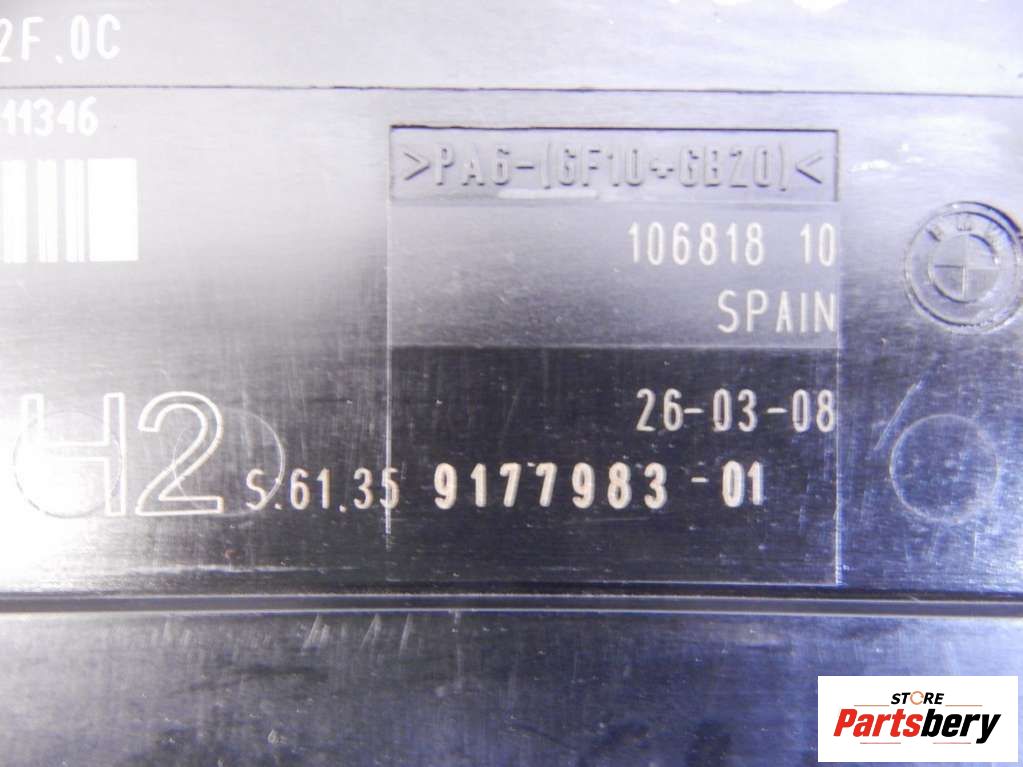 2F.0C
11346
>PA6-(GF10+GB20)<
106818 10
SPAIN
BMW
26-03-08
H2
S.61.35 9177983 -01
STORE
Partsbery